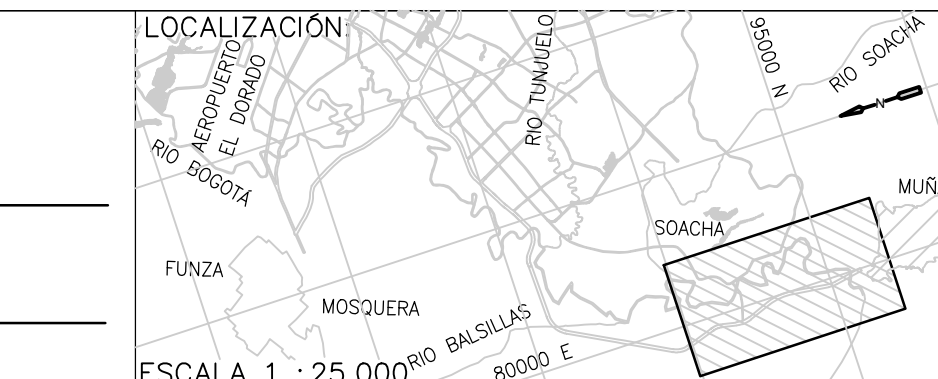 LOCALIZACIÓN:
AEROPUERTO
EL DORADO
RIO BOGOTÁ
RIO TUNJUELO
95000 N
RIO SOACHA
N
MUÑ
SOACHA
FUNZA
MOSQUERA
RIO BALSILLAS
80000 E
ESCALA 1 : 25.000